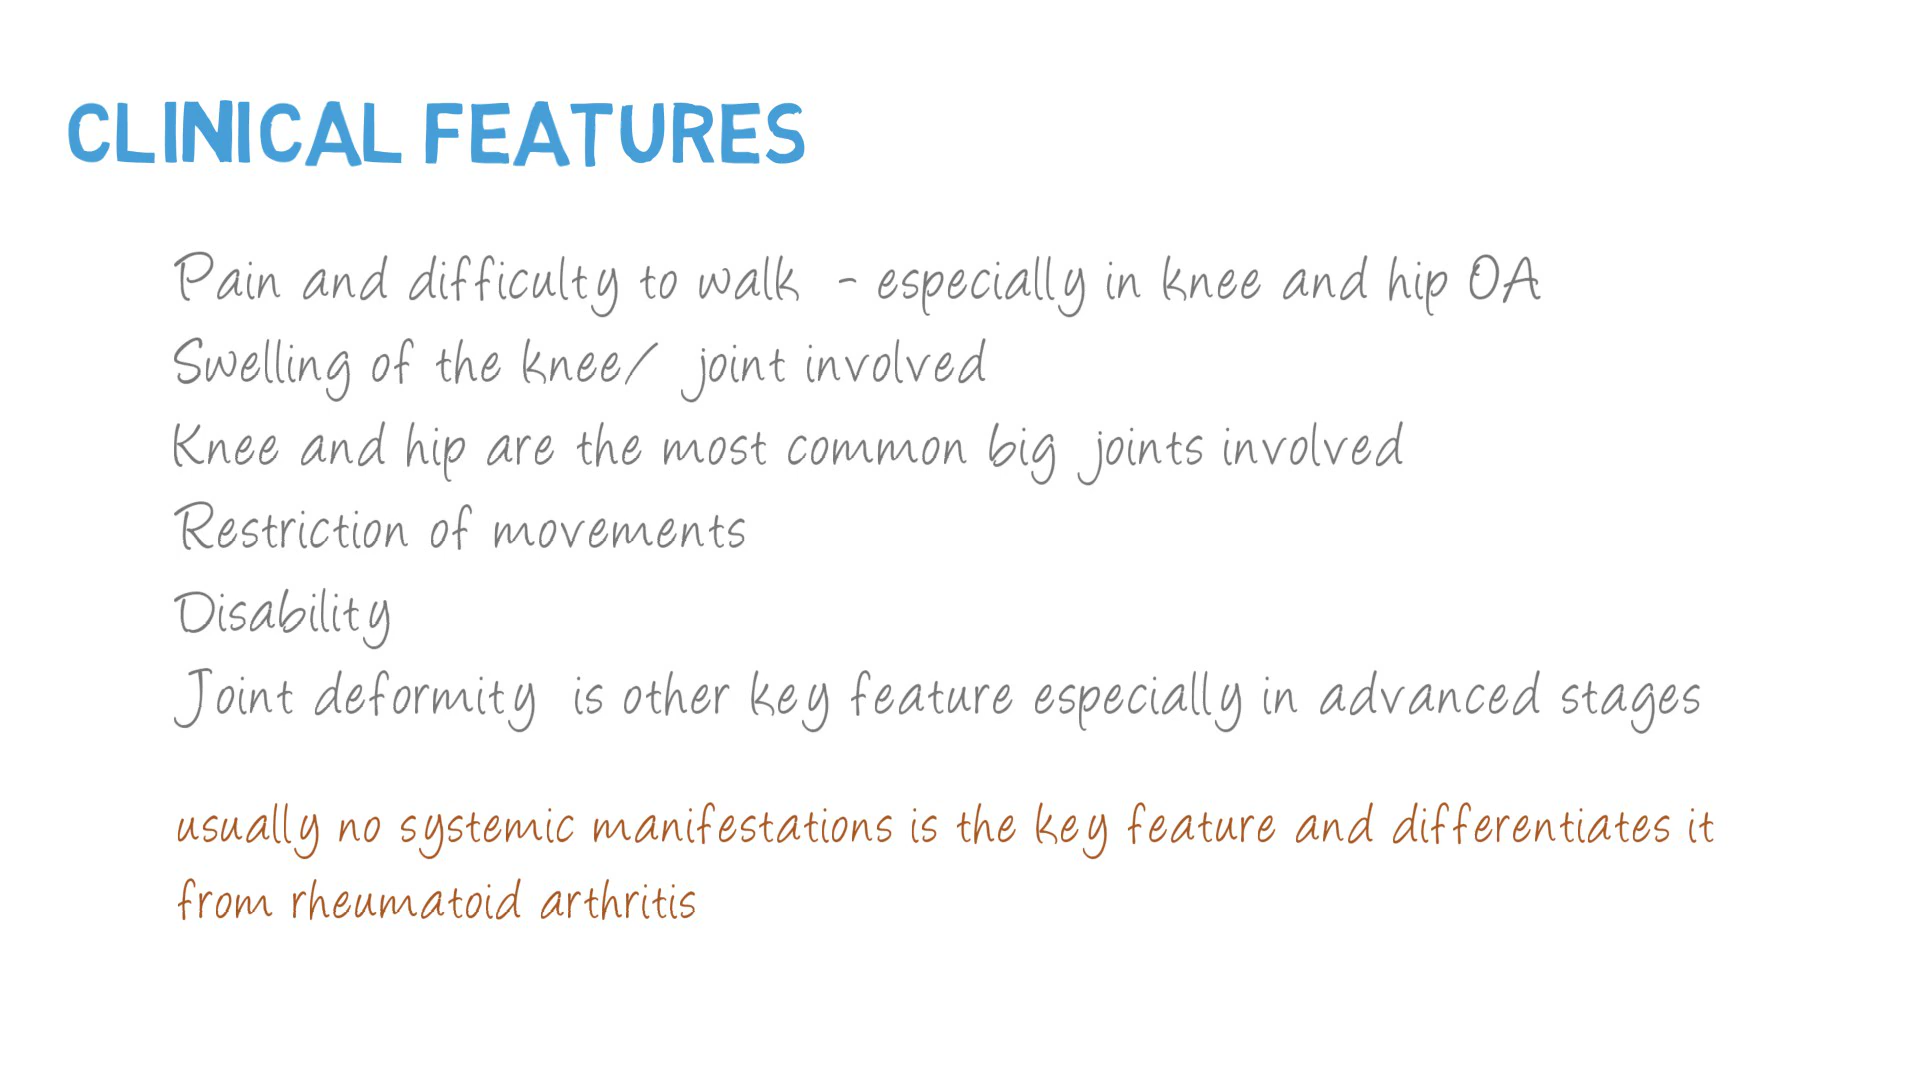 CLINICAL FEATURES
Pain and difficulty to walk - especially in knee and hip OA
Swelling of the knee/ joint involved
Knee and hip are the most common big joints involved
Restriction of movements
Disability
Joint deformity is other key feature especially in advanced stages
usually no systemic manifestations is the key feature and differentiates it
from rheumatoid arthritis